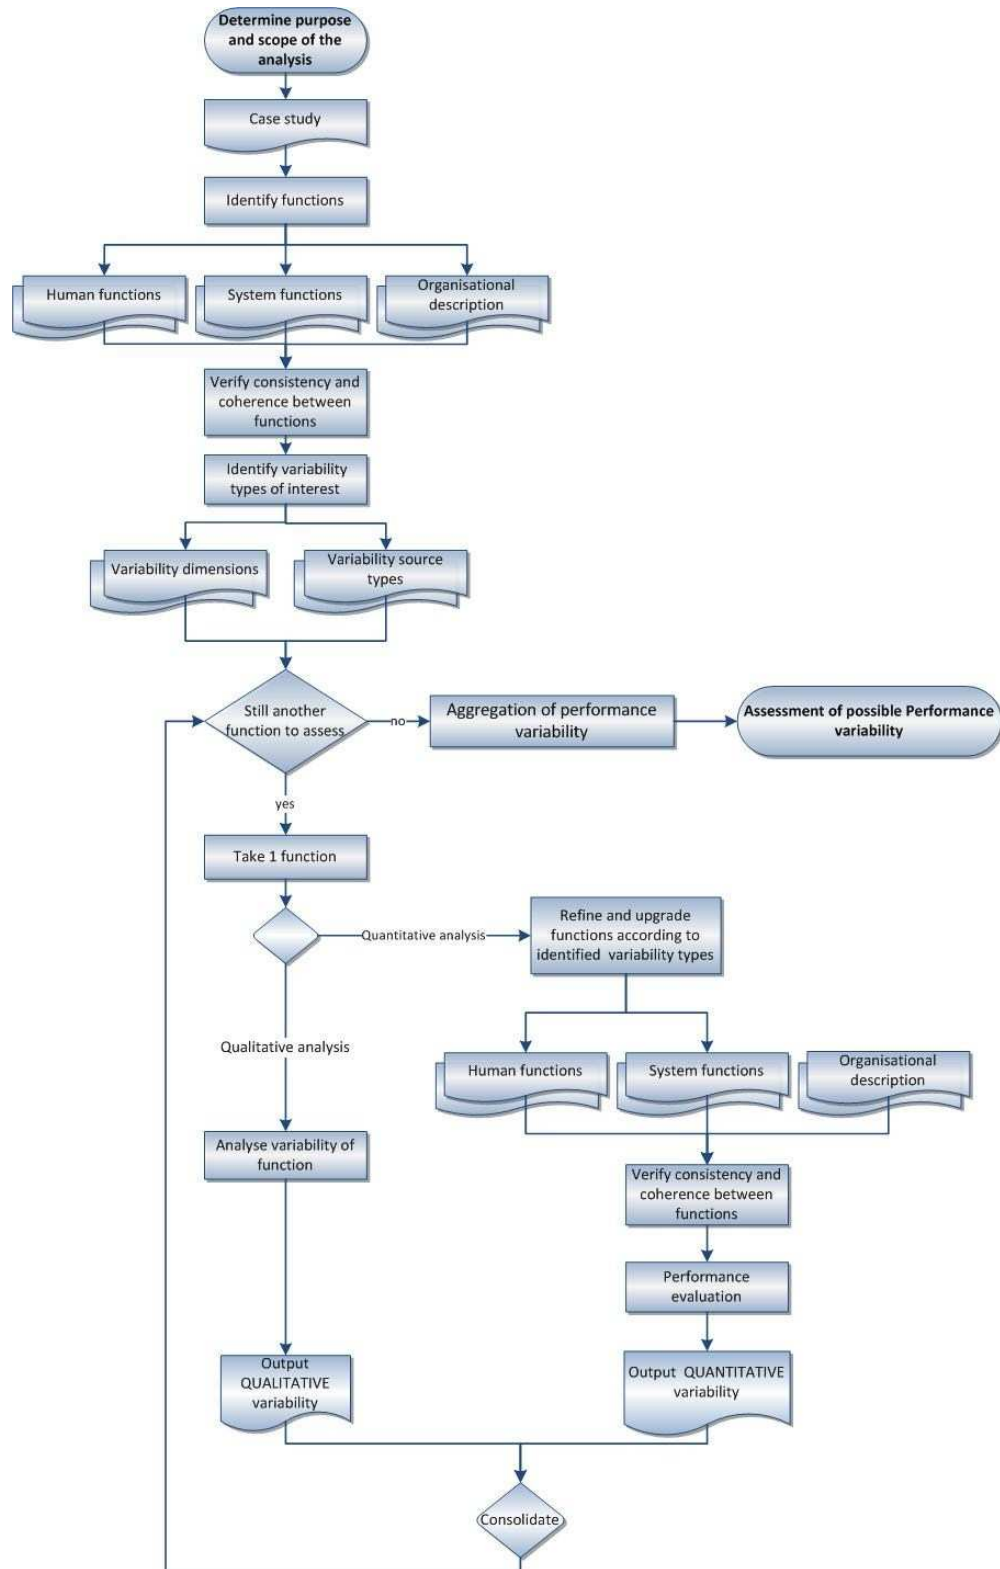 Determine purpose
and scope of the
analysis
Case study
Identify functions
Human functions
System functions
Organisational
description
Verify consistency and
coherence between
functions
Identify variability
types of interest
Variability dimensions
Variability source
types
Still another
function to assess
no
Aggregation of performance
variability
Assessment of possible Performance
variability
yes
Take 1 function
Quantitative analysis
Refine and upgrade
functions according to
identified variability types
Qualitative analysis
Human functions
System functions
Organisational
description
Analyse variability of
function
Verify consistency and
coherence between
functions
Performance
evaluation
Output
QUALITATIVE
variability
Output QUANTITATIVE
variability
Consolidate